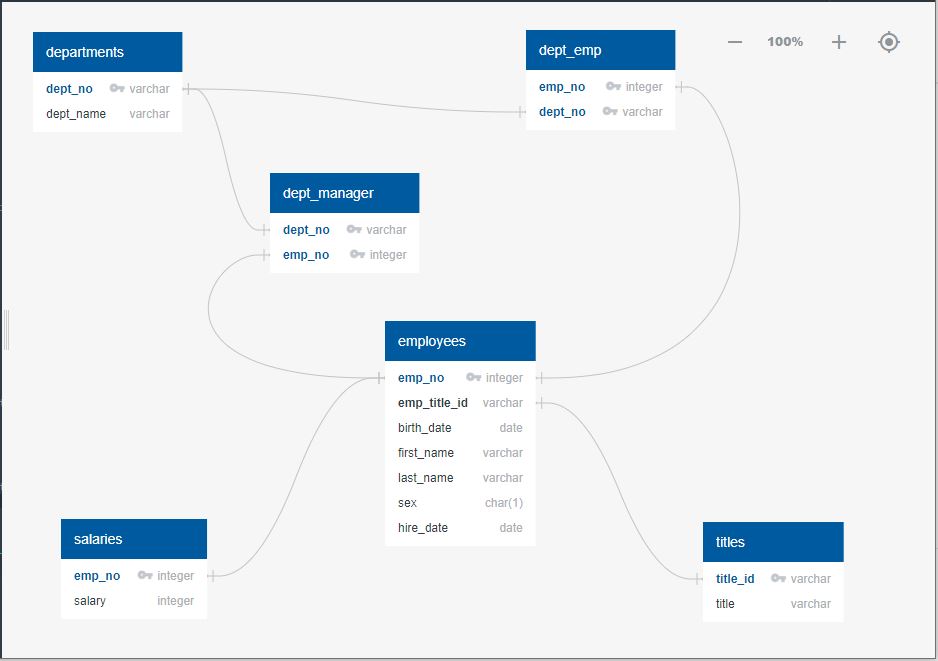 departments
dept_no varchar
dept_name varchar
dept_emp
emp_no integer
dept_no varchar
100%
dept_manager
dept_no varchar
emp_no integer
employees
emp_no integer
emp_title_id varchar
birth_date date
first_name varchar
last_name varchar
sex char(1)
hire_date date
salaries
emp_no integer
salary integer
titles
title_id varchar
title varchar